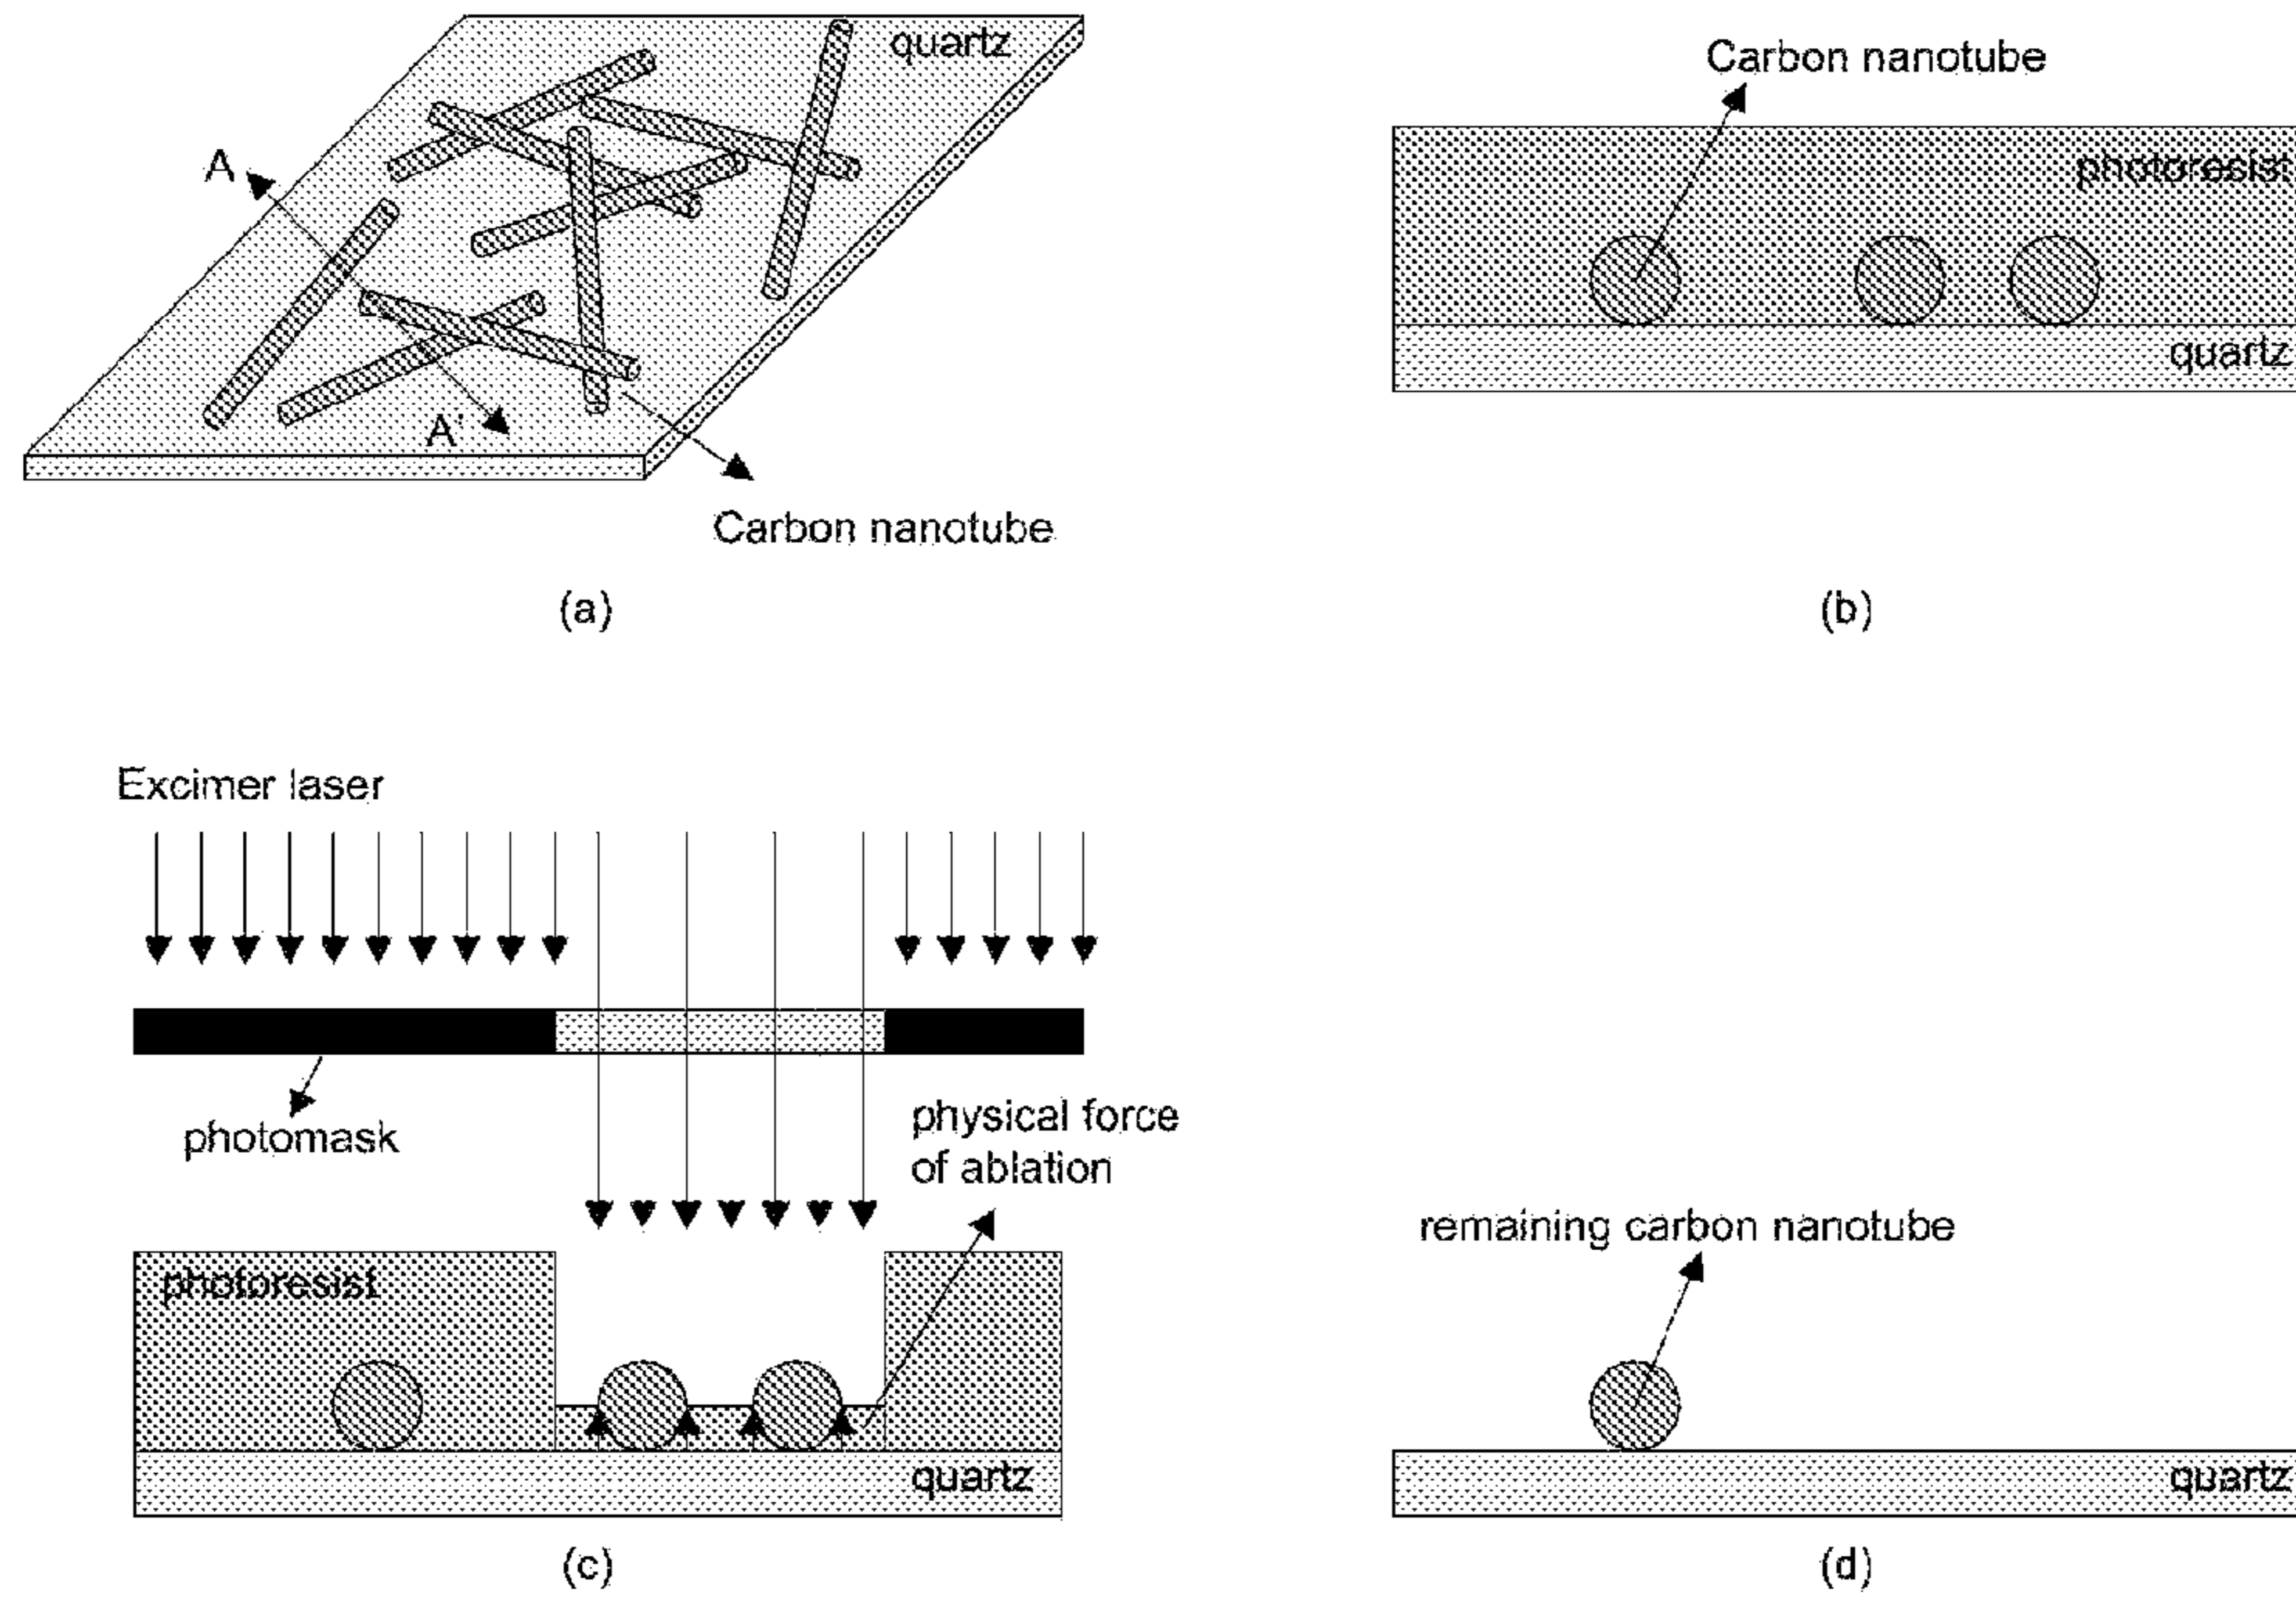 quartz
A
A'
Carbon nanotube
(a)
Carbon nanotube
photoresist
quartz
(b)
Excimer laser
photomask
physical force
of ablation
photoresist
quartz
(c)
remaining carbon nanotube
quartz
(d)